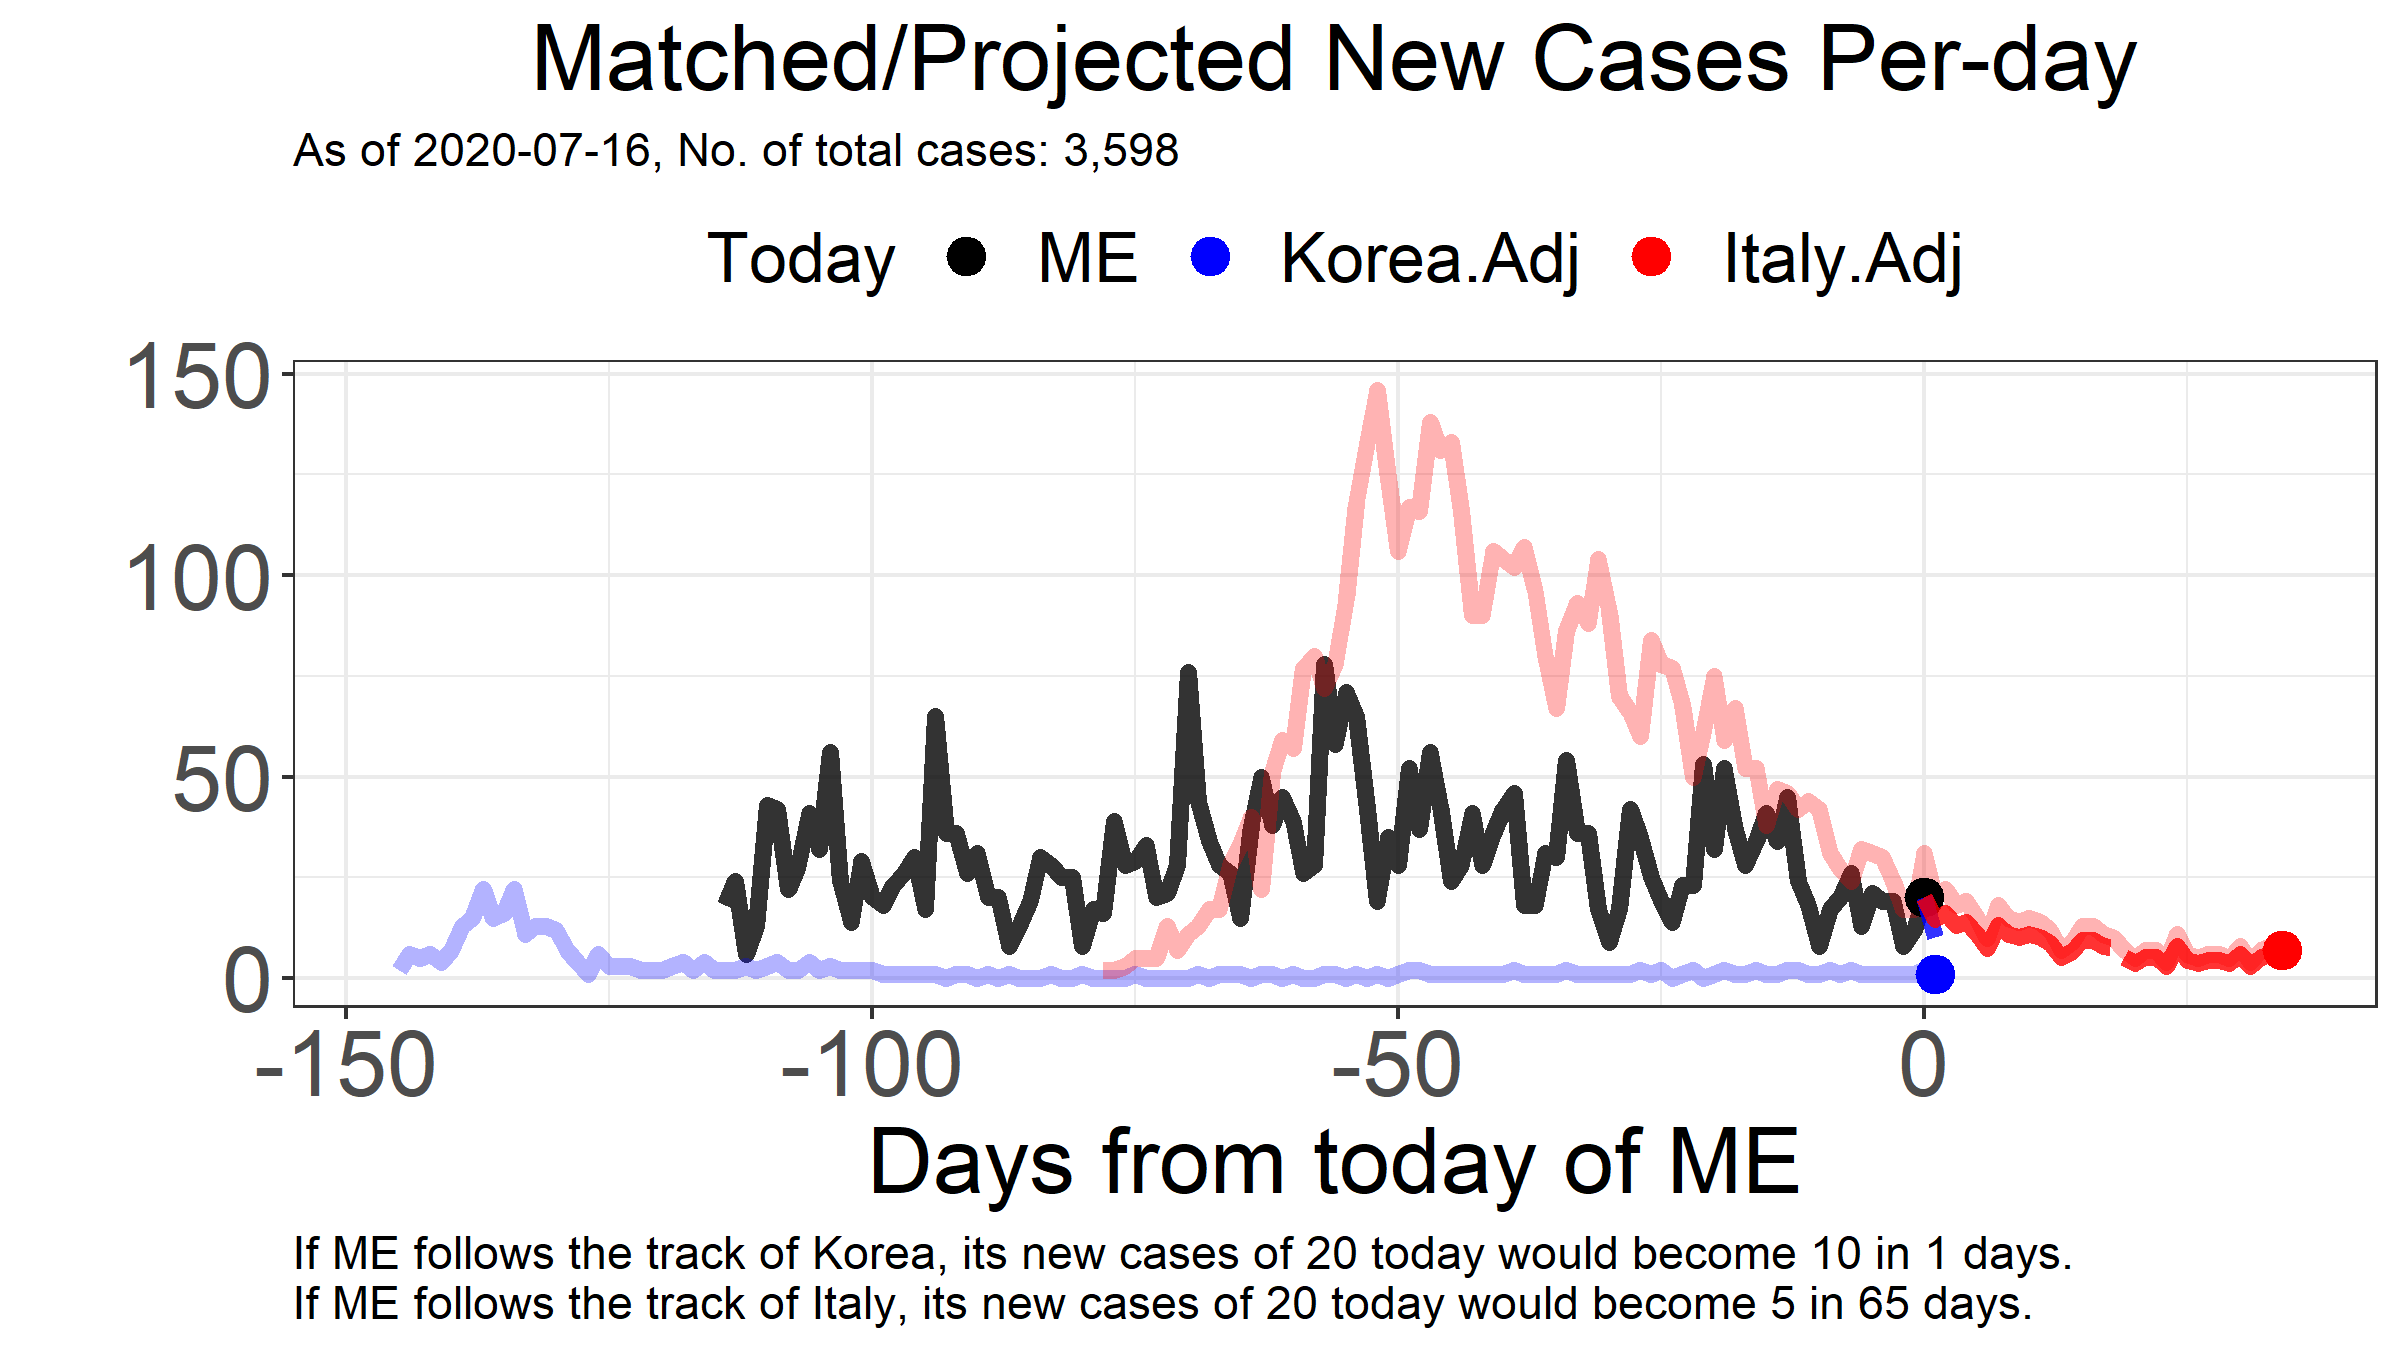 Matched/Projected New Cases Per-day
As of 2020-07-16, No. of total cases: 3,598
Today ME Korea.Adj Italy.Adj
150
100
50
0
-150 -100 -50 0
Days from today of ME
If ME follows the track of Korea, its new cases of 20 today would become 10 in 1 days.
If ME follows the track of Italy, its new cases of 20 today would become 5 in 65 days.